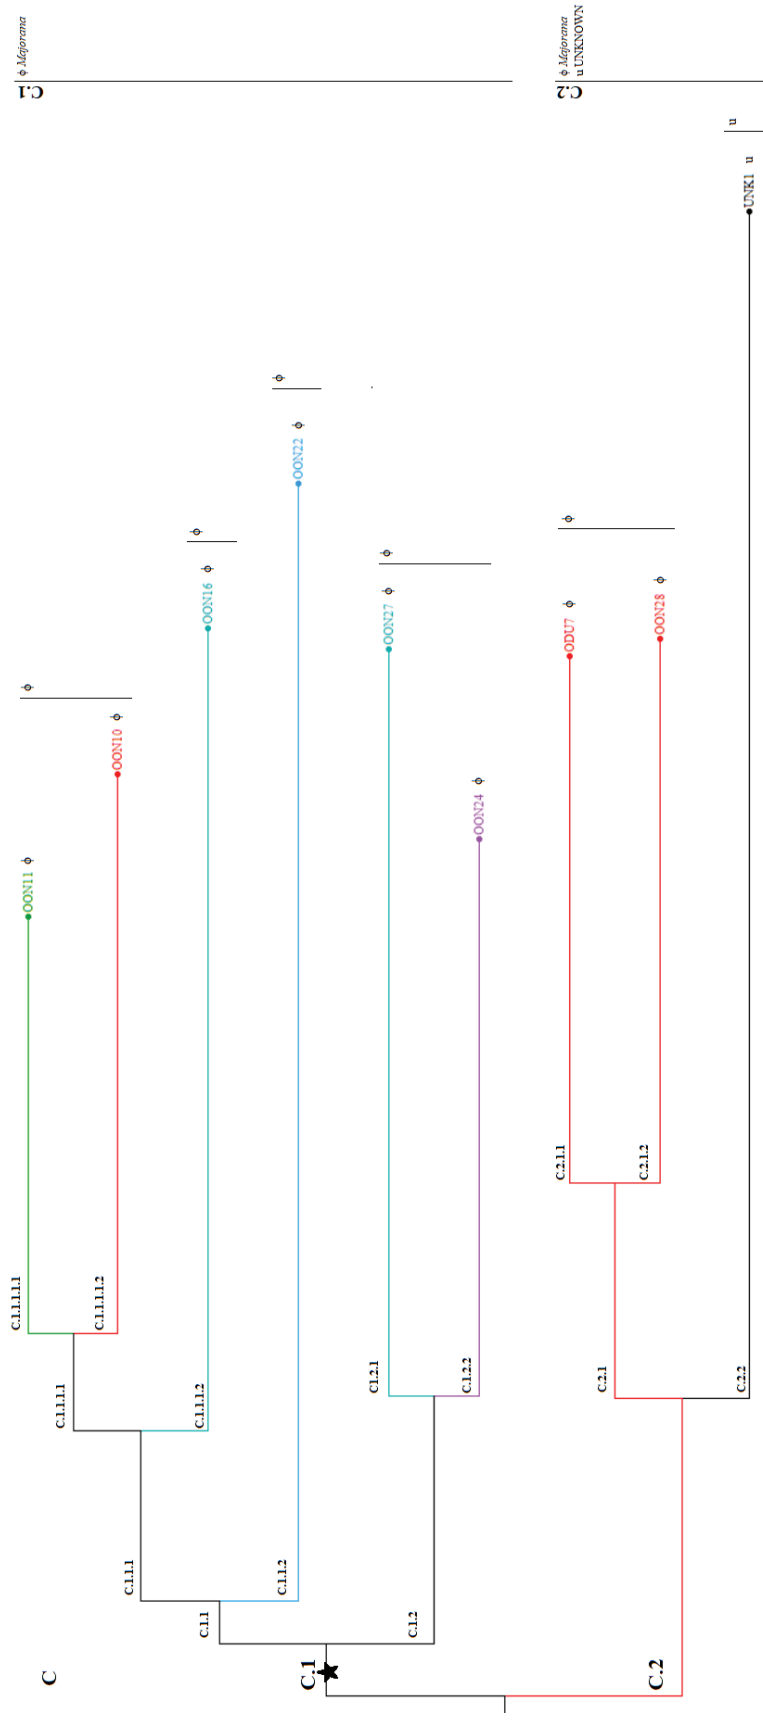 ϕ Majorana
C.1
ϕ Majorana
u UNKNOWN
C.2
u
UNK1 u
ϕ
OON22 ϕ
ϕ
OON16 ϕ
ϕ
OON27 ϕ
ϕ
ODU7 ϕ
OON28 ϕ
ϕ
OON10 ϕ
OON24 ϕ
OON11 ϕ
C.2.1.1
C.2.1.2
C.1.1.1.1.1
C.1.1.1.1.2
C1.2.1
C.1.2.2
C.2.1
C.2.2
C.1.1.1.1
C.1.1.1.2
C.1.1.1
C.1.1.2
C.1.1
C.1.2
C
C.1
C.2